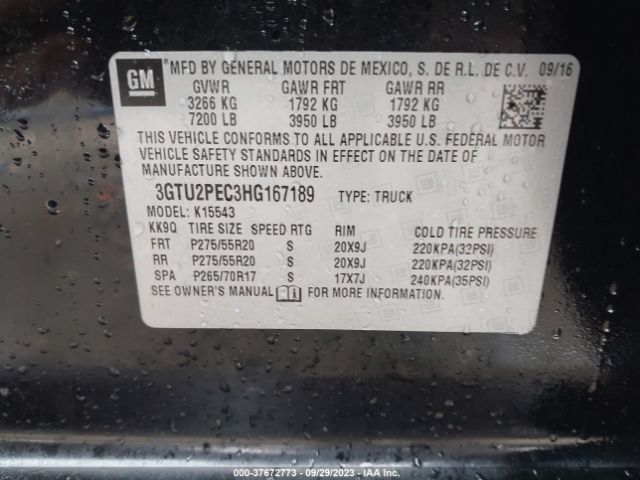 GM
*MFD BY GENERAL MOTORS DE MEXICO, S. DE R.L. DE C.V. 09/16
GVWR GAWR FRT GAWR RR
3266 KG 1792 KG 1792 KG
7200 LB 3950 LB 3950 LB
THIS VEHICLE CONFORMS TO ALL APPLICABLE U.S. FEDERAL MOTOR
VEHICLE SAFETY STANDARDS IN EFFECT ON THE DATE OF
MANUFACTURE SHOWN ABOVE.
3GTU2PEC3HG167189 TYPE: TRUCK
MODEL: K15543
KK9Q TIRE SIZE SPEED RTG RIM COLD TIRE PRESSURE
FRT P275/55R20 S 20X9J 220KPA(32PSI)
RR P275/55R20 S 20X9J 220KPA(32PSI)
SPA P265/70R17 S 17X7J 240KPA(35PSI)
SEE OWNER'S MANUAL FOR MORE INFORMATION.
000-37672773 - 09/29/2023 - IAA Inc.